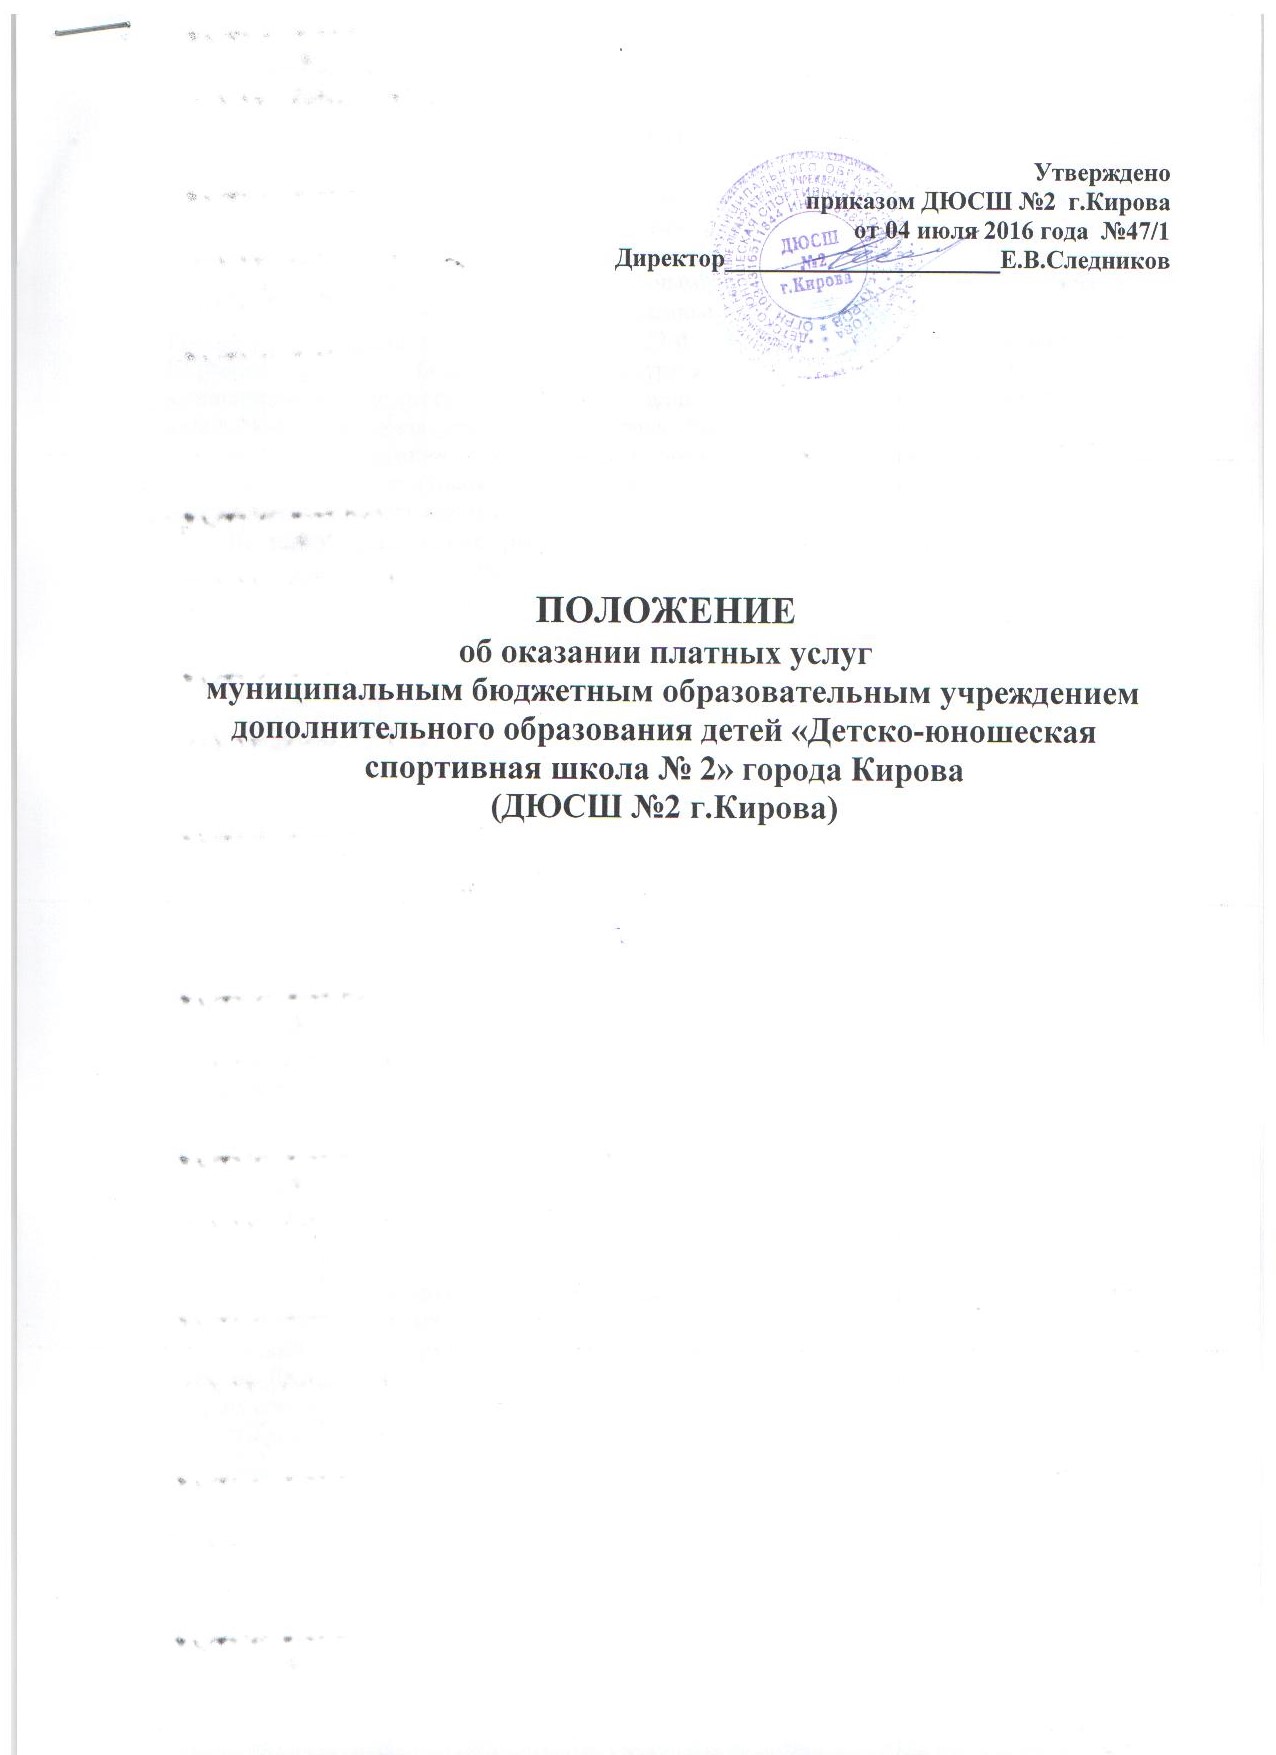 Утверждено
приказом ДЮСШ №2 г.Кирова
от 04 июля 2016 года №47/1
Директор______________________Е.В.Следников
ДЮСШ
№2
г.Кирова
ПОЛОЖЕНИЕ
об оказании платных услуг
муниципальным бюджетным образовательным учреждением
дополнительного образования детей «Детско-юношеская
спортивная школа № 2» города Кирова
(ДЮСШ №2 г.Кирова)